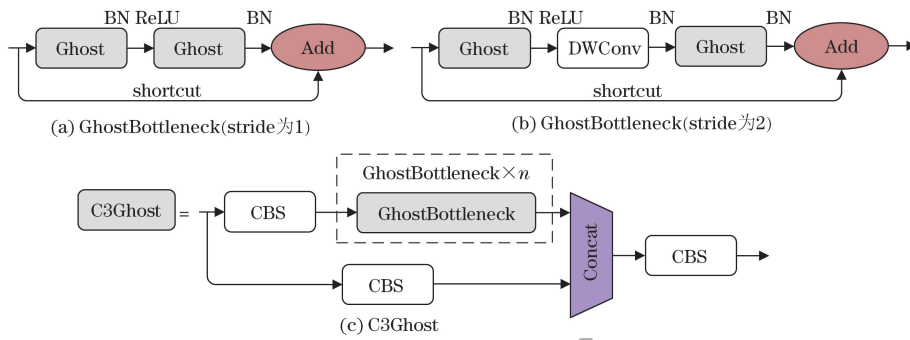 BN ReLU BN
Ghost Ghost Add
shortcut
(a) GhostBottleneck(stride为1)
BN ReLU BN BN
Ghost DWConv Ghost Add
shortcut
(b) GhostBottleneck(stride为2)
GhostBottleneck×n
C3Ghost = CBS GhostBottleneck
Concat
CBS
CBS
(c) C3Ghost